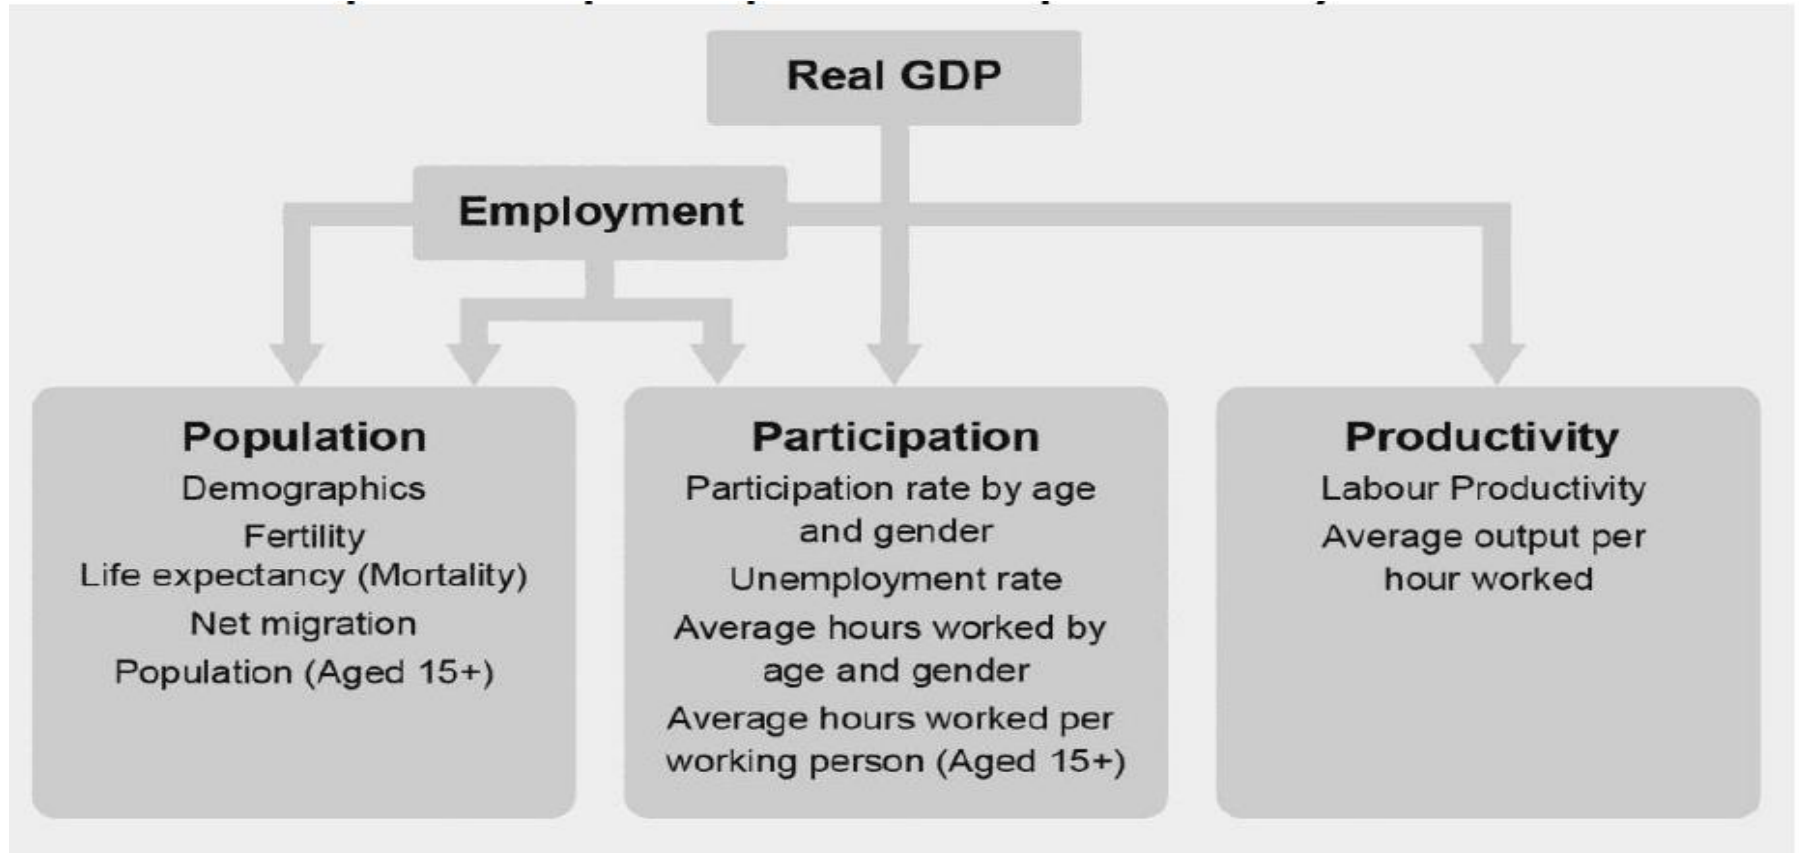 Real GDP
Employment
Population
Demographics
Fertility
Life expectancy (Mortality)
Net migration
Population (Aged 15+)
Participation
Participation rate by age
and gender
Unemployment rate
Average hours worked by
age and gender
Average hours worked per
working person (Aged 15+)
Productivity
Labour Productivity
Average output per
hour worked